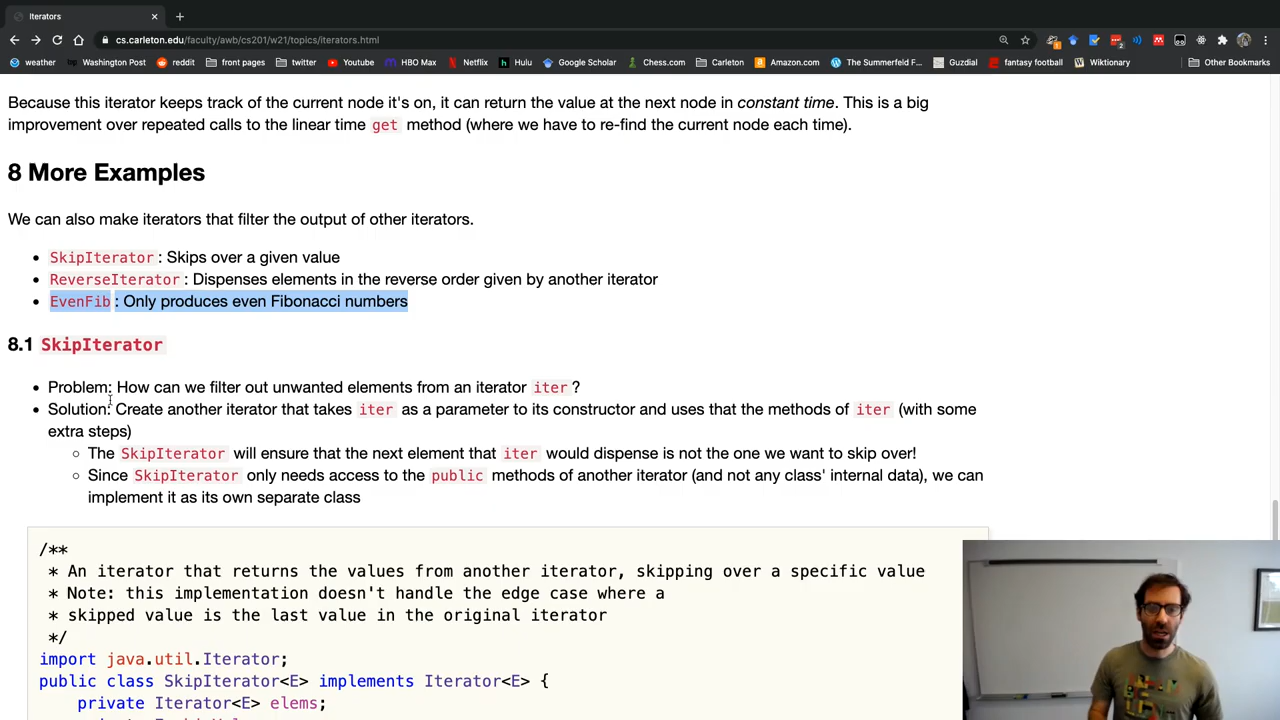 Iterators
cs.carleton.edu/faculty/awb/cs201/w21/topics/iterators.html
weather Washington Post reddit front pages twitter Youtube HBO Max Netflix Hulu Google Scholar Chess.com Carleton Amazon.com The Summerfeld F... Guzdial fantasy football Wiktionary Other Bookmarks
Because this iterator keeps track of the current node it's on, it can return the value at the next node in constant time. This is a big
improvement over repeated calls to the linear time get method (where we have to re-find the current node each time).
8 More Examples
We can also make iterators that filter the output of other iterators.
• SkipIterator : Skips over a given value
• ReverseIterator : Dispenses elements in the reverse order given by another iterator
• EvenFib : Only produces even Fibonacci numbers
8.1 SkipIterator
• Problem: How can we filter out unwanted elements from an iterator iter ?
• Solution: Create another iterator that takes iter as a parameter to its constructor and uses that the methods of iter (with some
extra steps)
◦ The SkipIterator will ensure that the next element that iter would dispense is not the one we want to skip over!
◦ Since SkipIterator only needs access to the public methods of another iterator (and not any class' internal data), we can
implement it as its own separate class
/**
* An iterator that returns the values from another iterator, skipping over a specific value
* Note: this implementation doesn't handle the edge case where a
* skipped value is the last value in the original iterator
*/
import java.util.Iterator;
public class SkipIterator<E> implements Iterator<E> {
private Iterator<E> elems;